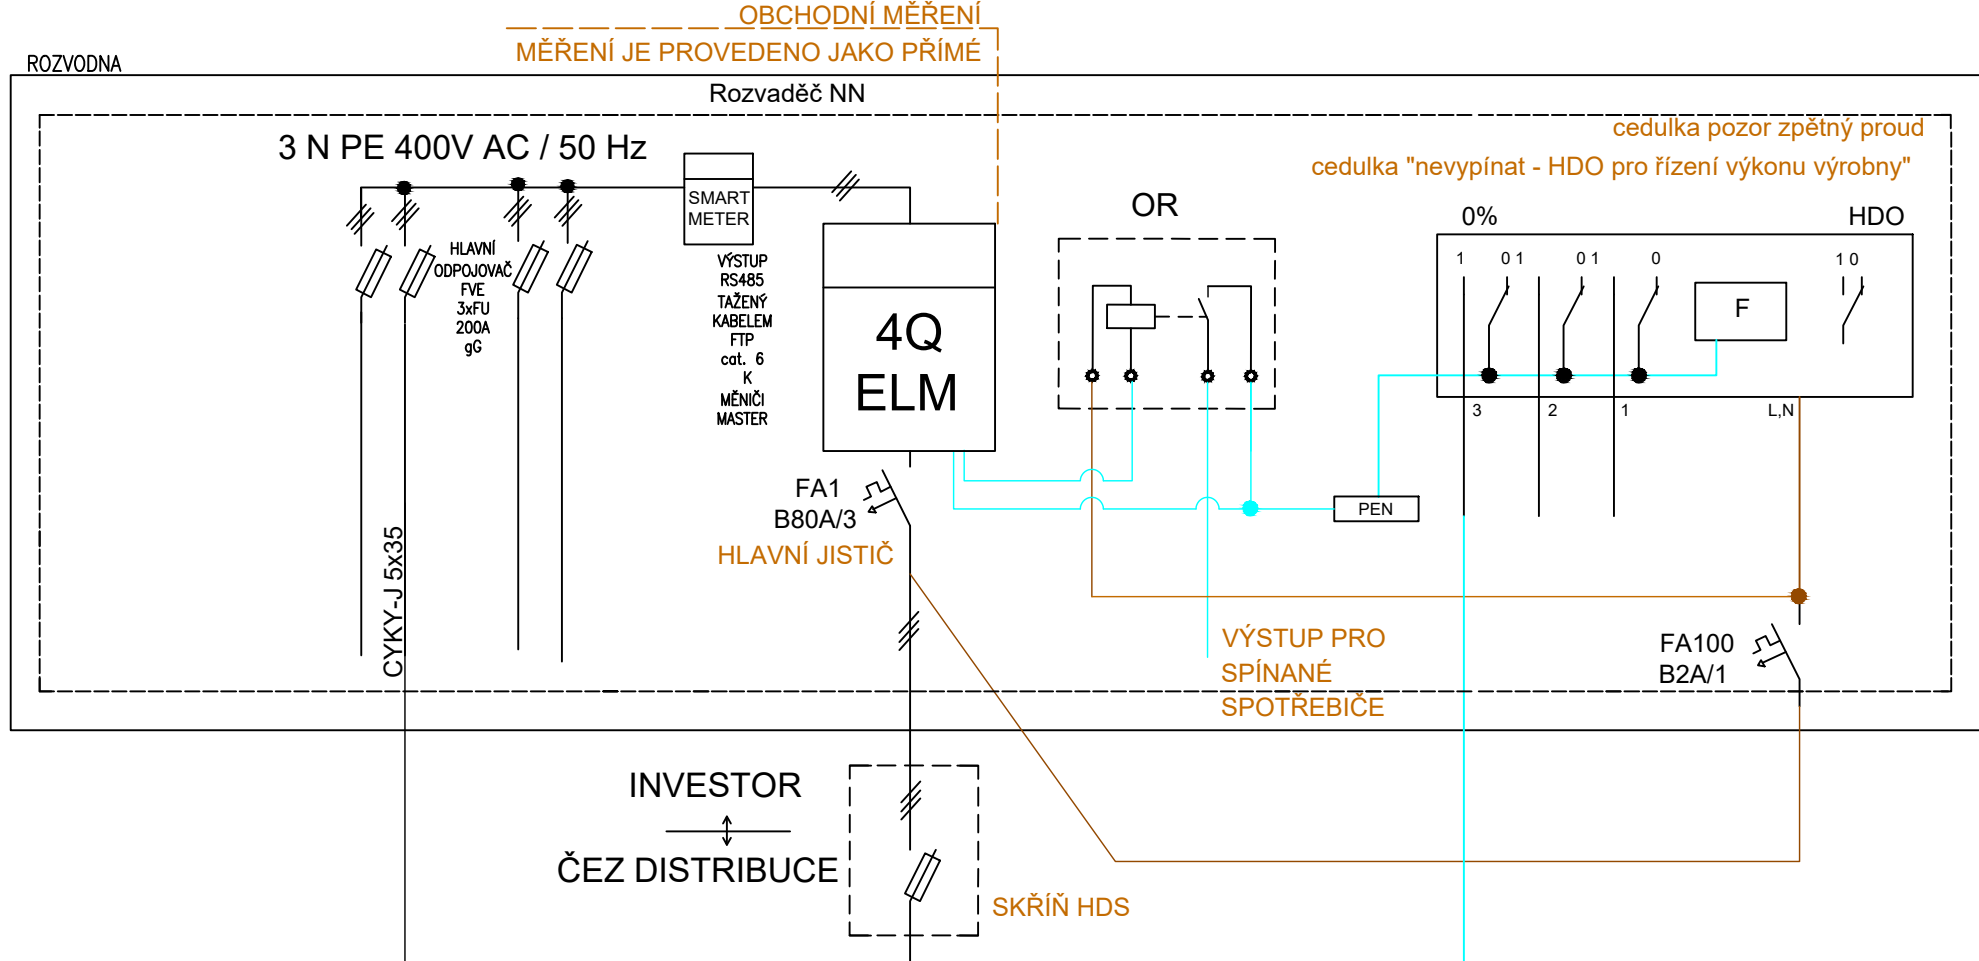 OBCHODNÍ MĚŘENÍ
MĚŘENÍ JE PROVEDENO JAKO PŘÍMÉ
ROZVODNA
Rozvaděč NN
cedulka pozor zpětný proud
cedulka "nevypínat - HDO pro řízení výkonu výrobny"
3 N PE 400V AC / 50 Hz
SMART
METER
HLAVNÍ
ODPOJOVAČ
FVE
3xFU
200A
gG
VÝSTUP
RS485
TAŽENÝ
KABELEM
FTP
cat. 6
K
MĚNIČI
MASTER
4Q
ELM
OR
0%
HDO
1
0 1
0 1
0
1 0
F
3
2
1
L,N
PEN
FA1
B80A/3
HLAVNÍ JISTIČ
CYKY-J 5x35
VÝSTUP PRO
SPÍNANÉ
SPOTŘEBIČE
FA100
B2A/1
INVESTOR
ČEZ DISTRIBUCE
SKŘÍŇ HDS